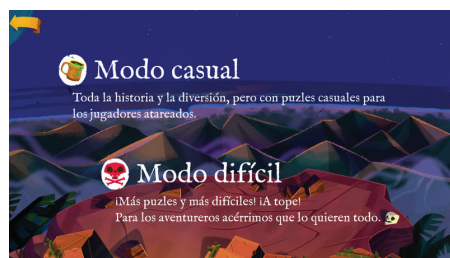 Modo casual
Toda la historia y la diversión, pero con puzles casuales para
los jugadores atareados.
Modo difícil
¡Más puzles y más difíciles! ¡A tope!
Para los aventureros acérrimos que lo quieren todo.